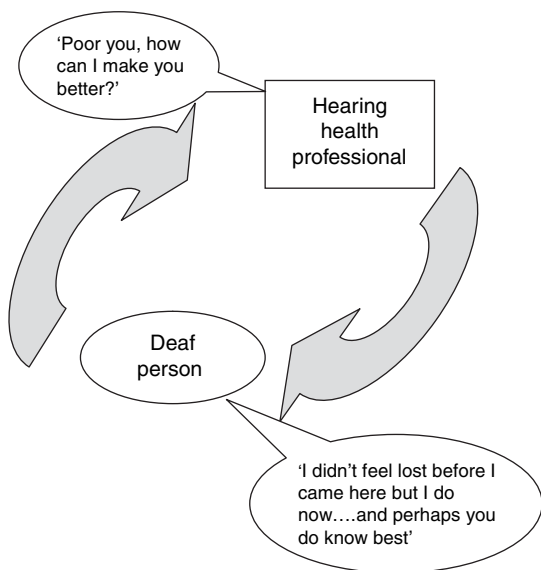 ‘Poor you, how
can I make you
better?’
Hearing
health
professional
Deaf
person
‘I didn’t feel lost before I
came here but I do
now….and perhaps you
do know best’